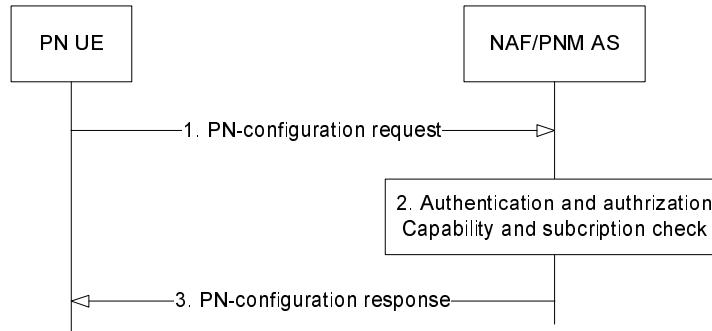 PN UE
NAF/PNM AS
1. PN-configuration request
2. Authentication and authrization
Capability and subcription check
3. PN-configuration response